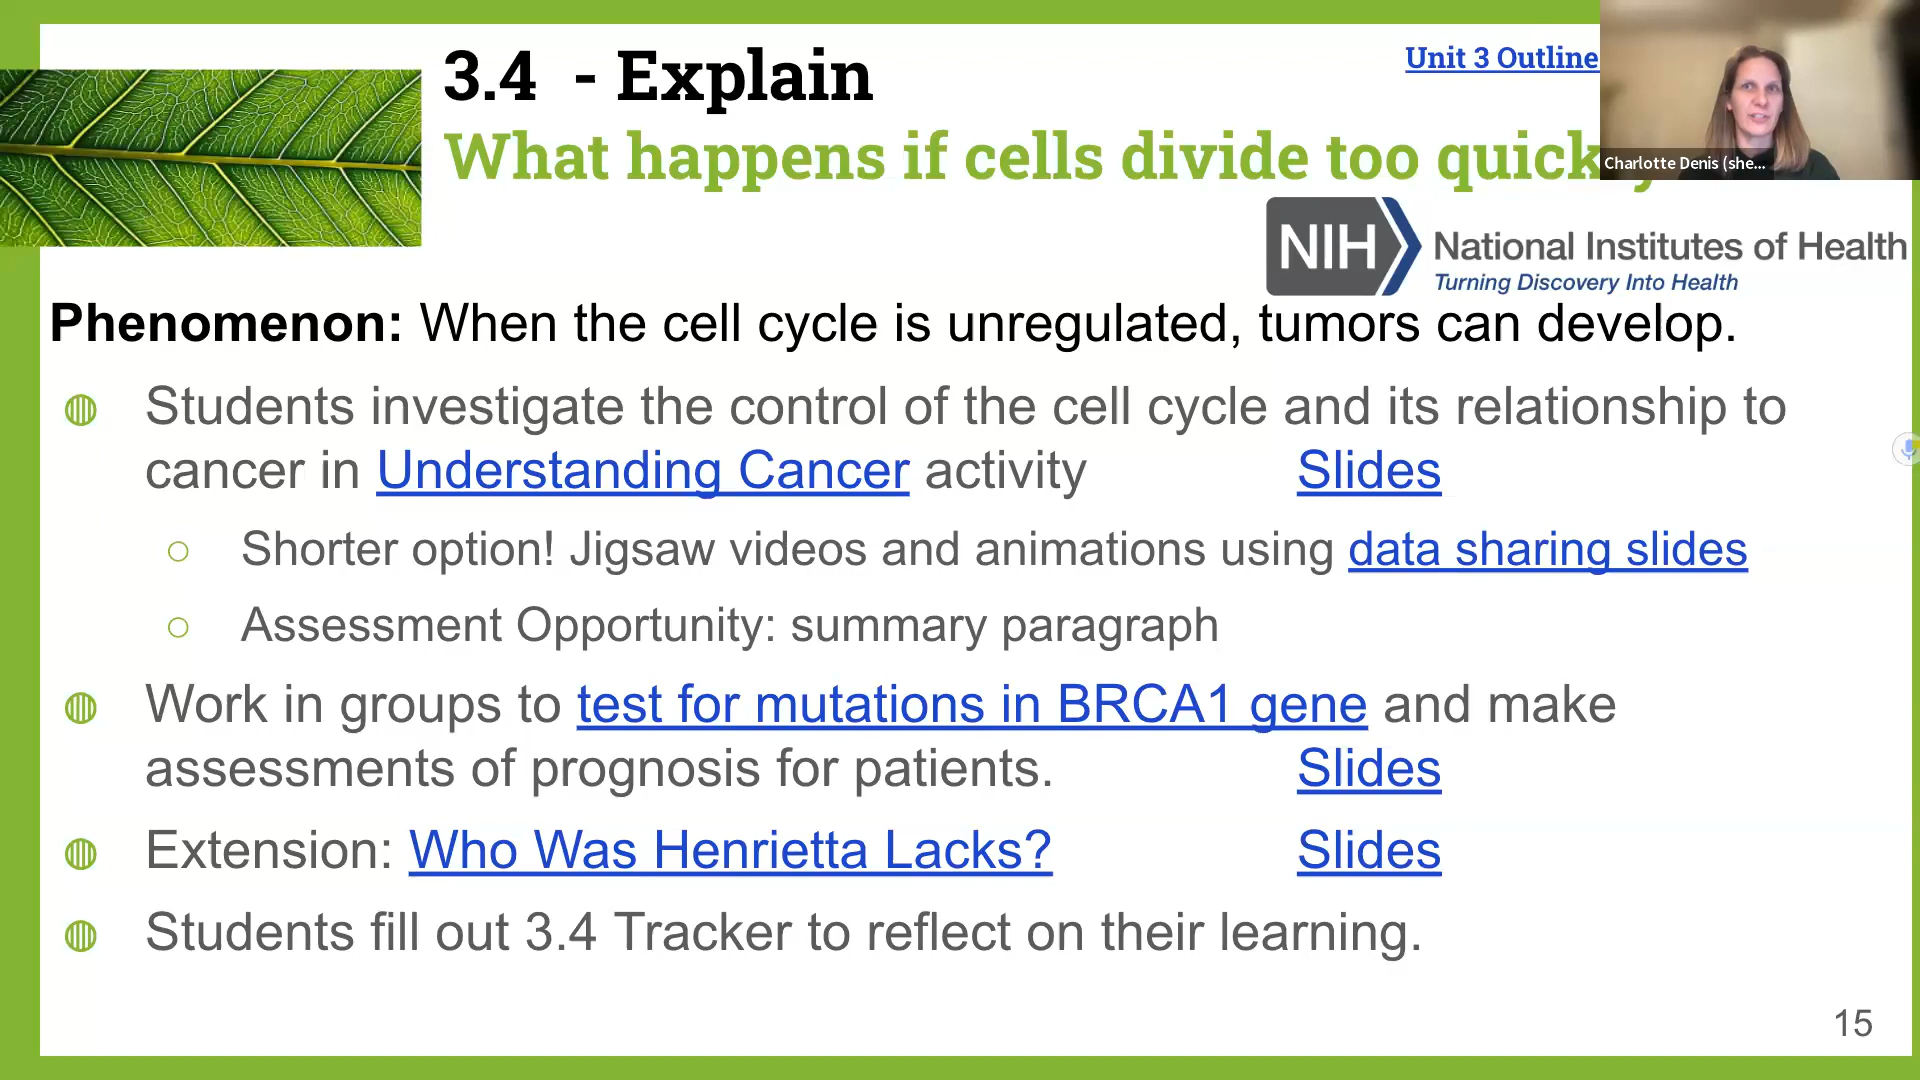 3.4 - Explain
Unit 3 Outline
What happens if cells divide too
Charlotte Denis (she...
NIH National Institutes of Health
Turning Discovery Into Health
Phenomenon: When the cell cycle is unregulated, tumors can develop.
Students investigate the control of the cell cycle and its relationship to
cancer in Understanding Cancer activity Slides
Shorter option! Jigsaw videos and animations using data sharing slides
Assessment Opportunity: summary paragraph
Work in groups to test for mutations in BRCA1 gene and make
assessments of prognosis for patients. Slides
Extension: Who Was Henrietta Lacks? Slides
Students fill out 3.4 Tracker to reflect on their learning.
15